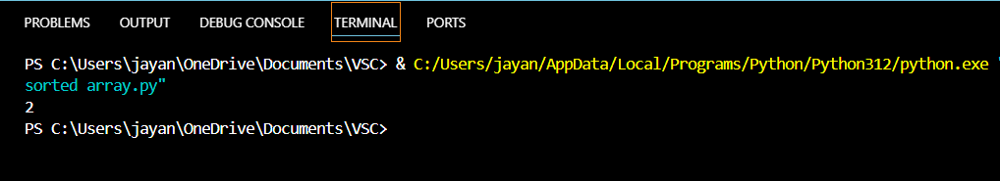 PROBLEMS OUTPUT DEBUG CONSOLE TERMINAL PORTS
PS C:\Users\jayan\OneDrive\Documents\VSC> & C:/Users/jayan/AppData/Local/Programs/Python/Python312/python.exe "
sorted array.py"
2
PS C:\Users\jayan\OneDrive\Documents\VSC>